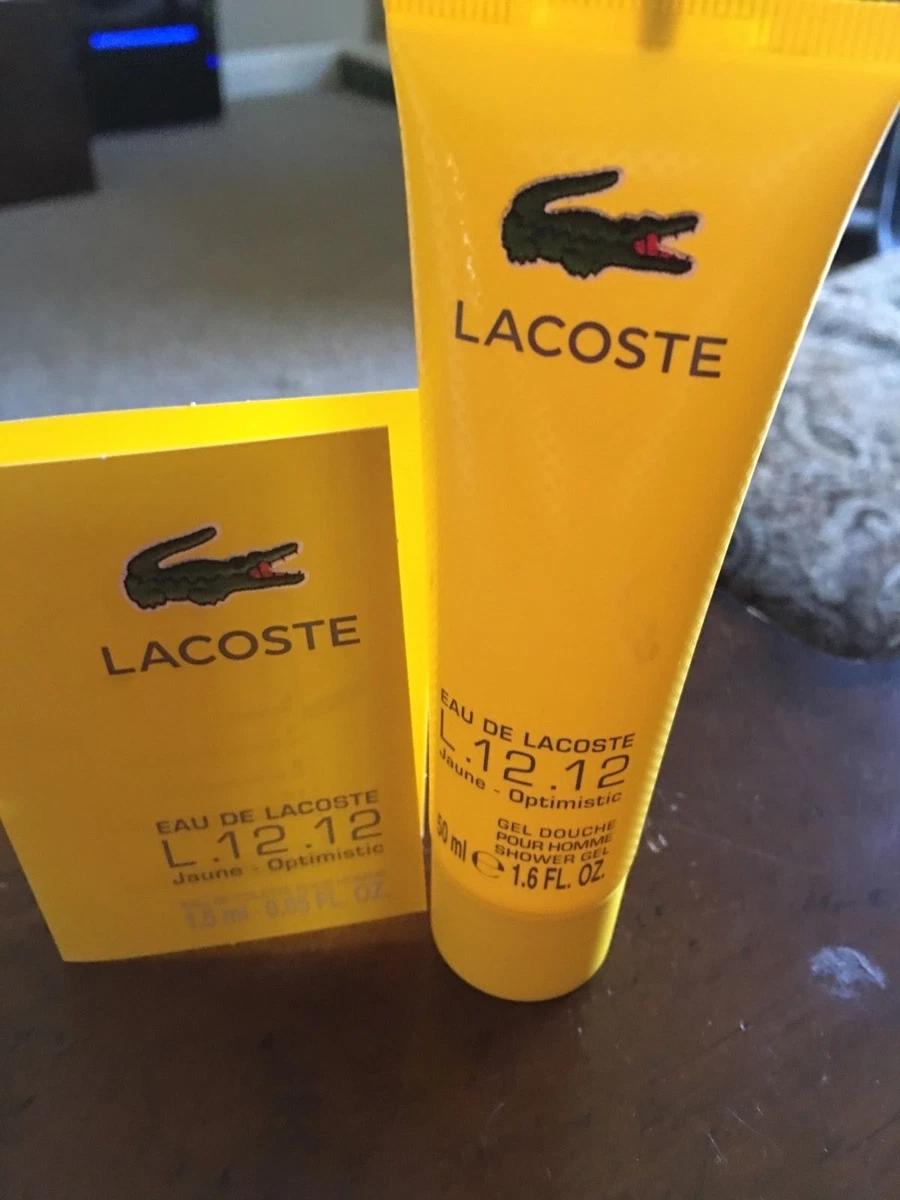 LACOSTE
EAU DE LACOSTE
L.12.12
Jaune - Optimistic
1.5 ml 0.05 FL. OZ.
LACOSTE
EAU DE LACOSTE
L.12.12
Jaune - Optimistic
GEL DOUCHE
POUR HOMME
SHOWER GEL
50 ml e 1.6 FL. OZ.